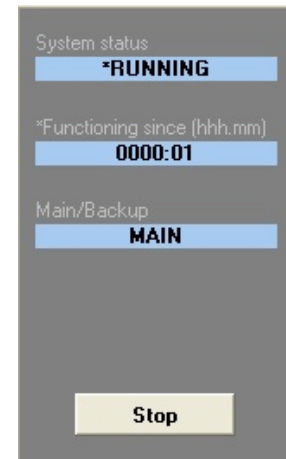 System status
*RUNNING
*Functioning since (hhh.mm)
0000:01
Main/Backup
MAIN
Stop